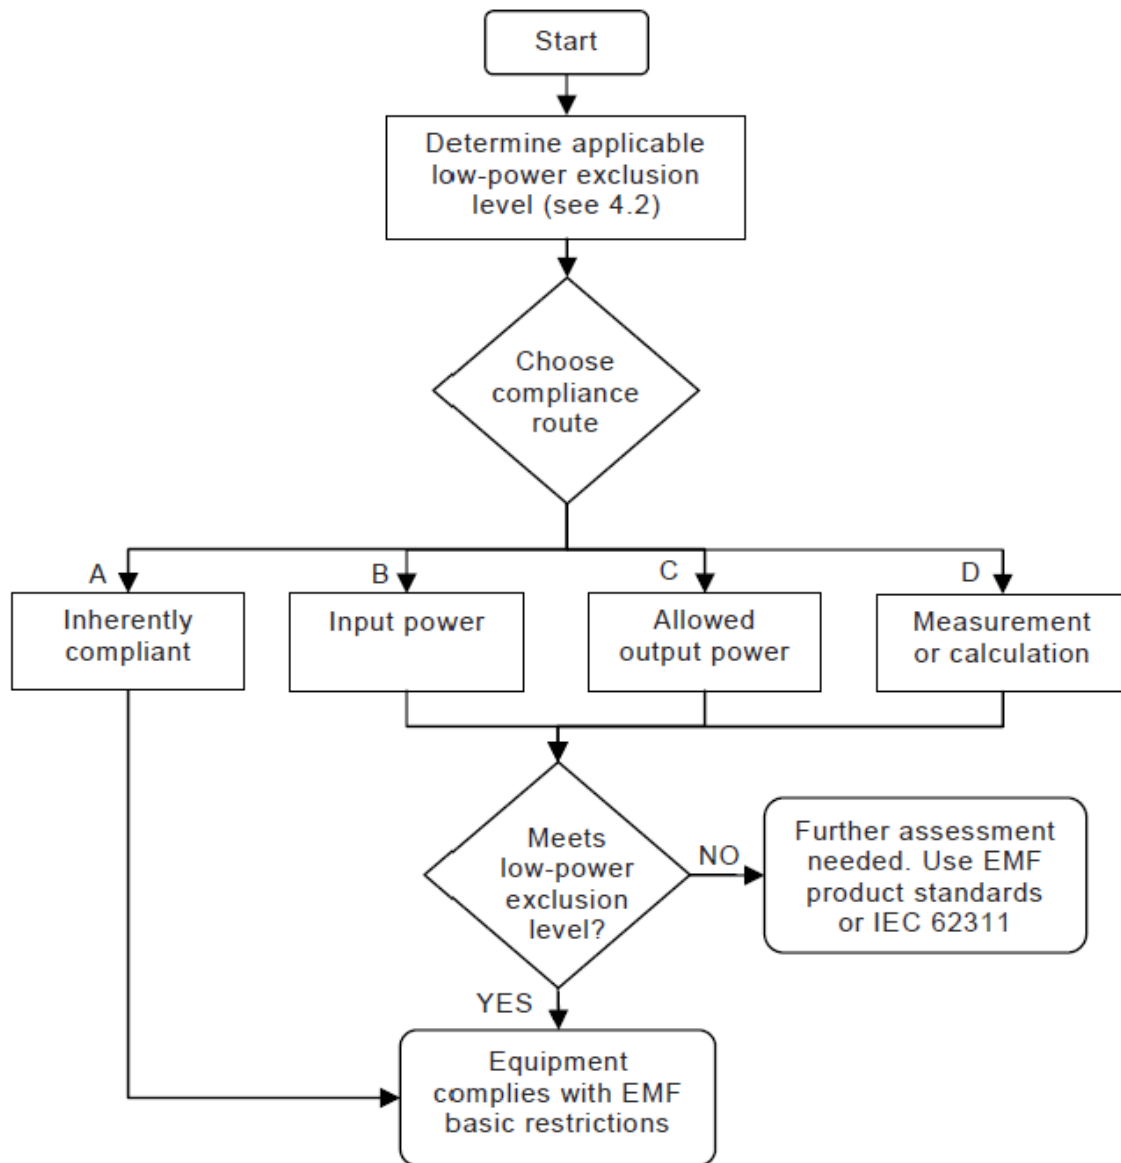 Start
Determine applicable
low-power exclusion
level (see 4.2)
Choose
compliance
route
A
B
C
D
Inherently
compliant
Input power
Allowed
output power
Measurement
or calculation
Meets
low-power
exclusion
level?
NO
Further assessment
needed. Use EMF
product standards
or IEC 62311
YES
Equipment
complies with EMF
basic restrictions